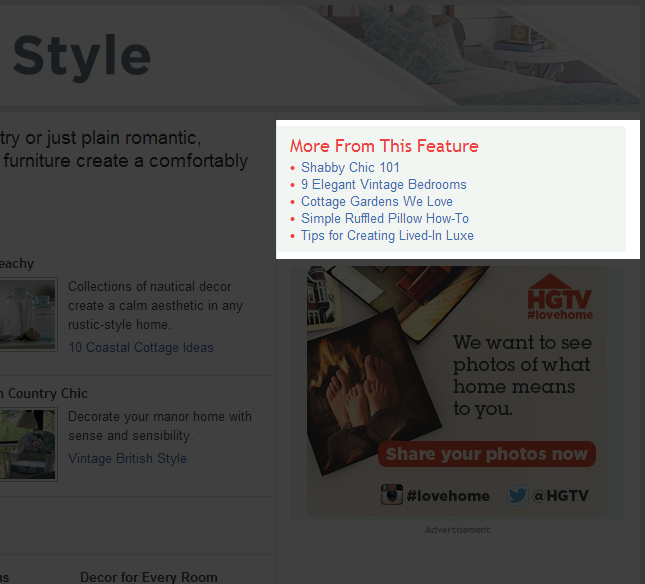 Style
try or just plain romantic,
furniture create a comfortably
More From This Feature
• Shabby Chic 101
• 9 Elegant Vintage Bedrooms
• Cottage Gardens We Love
• Simple Ruffled Pillow How-To
• Tips for Creating Lived-In Luxe
eachy
Collections of nautical decor
create a calm aesthetic in any
rustic-style home.
10 Coastal Cottage Ideas
n Country Chic
Decorate your manor home with
sense and sensibility.
Vintage British Style
ns
Decor for Every Room
HGTV
#lovehome
We want to see
photos of what
home means
to you.
Share your photos now
#lovehome @HGTV
Advertisement